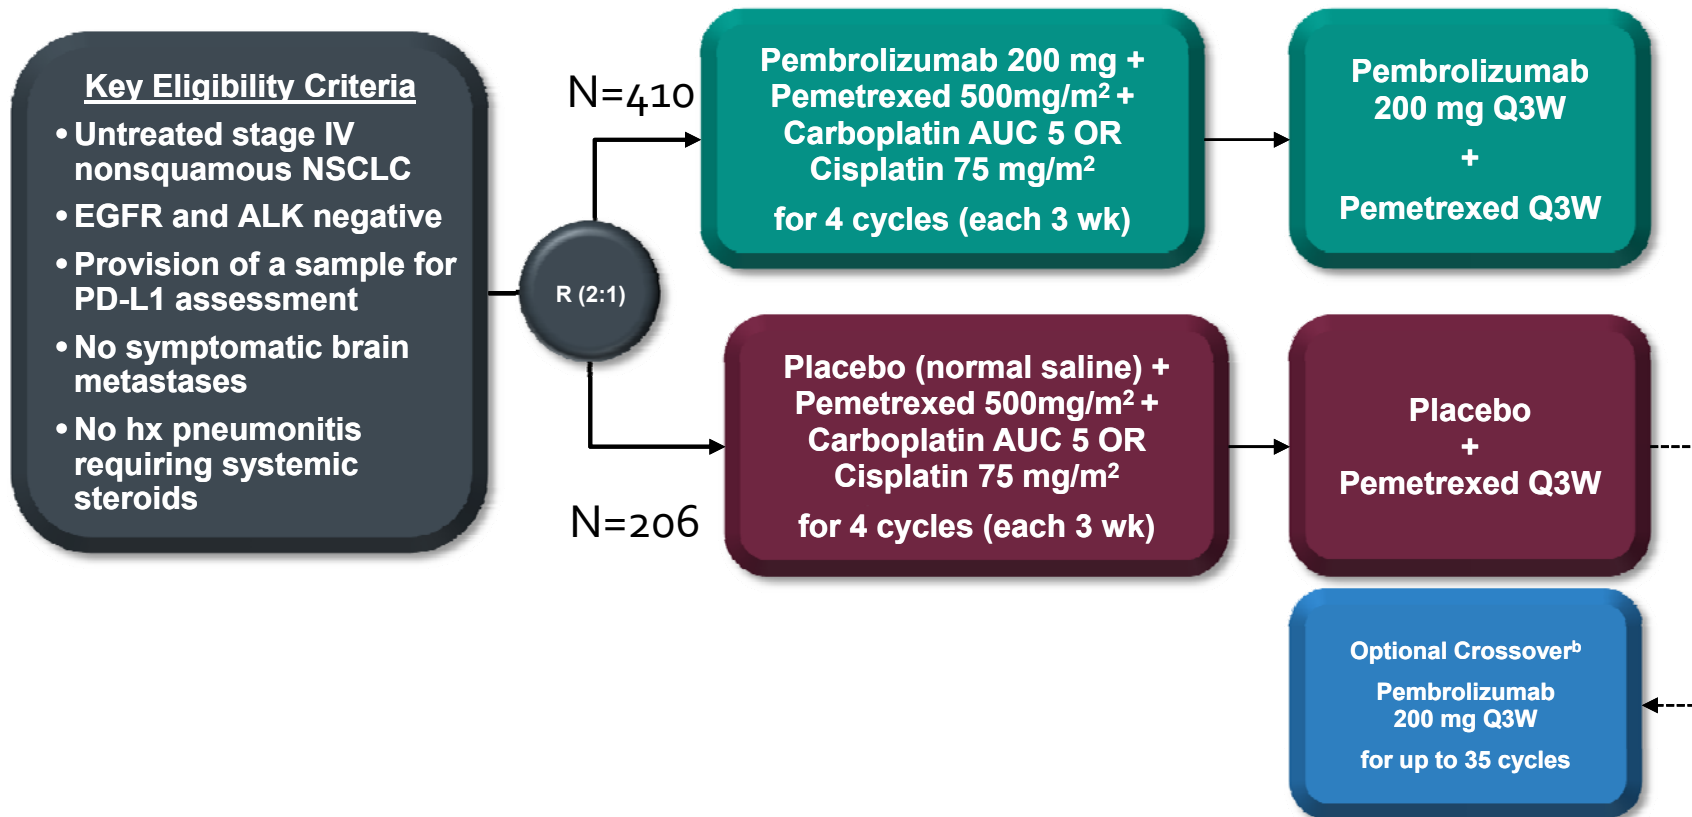 Key Eligibility Criteria
• Untreated stage IV
nonsquamous NSCLC
• EGFR and ALK negative
• Provision of a sample for
PD-L1 assessment
• No symptomatic brain
metastases
• No hx pneumonitis
requiring systemic
steroids
R (2:1)
N=410
Pembrolizumab 200 mg +
Pemetrexed 500mg/m² +
Carboplatin AUC 5 OR
Cisplatin 75 mg/m²
for 4 cycles (each 3 wk)
Pembrolizumab
200 mg Q3W
+
Pemetrexed Q3W
N=206
Placebo (normal saline) +
Pemetrexed 500mg/m² +
Carboplatin AUC 5 OR
Cisplatin 75 mg/m²
for 4 cycles (each 3 wk)
Placebo
+
Pemetrexed Q3W
Optional Crossoverᵇ
Pembrolizumab
200 mg Q3W
for up to 35 cycles